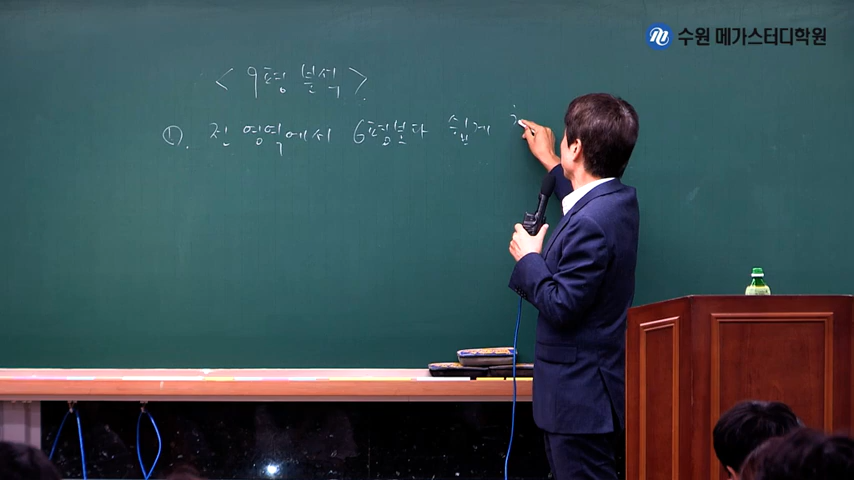 수원 메가스터디학원
< 9평 분석 >
①. 전 영역에서 6평보다 쉽게